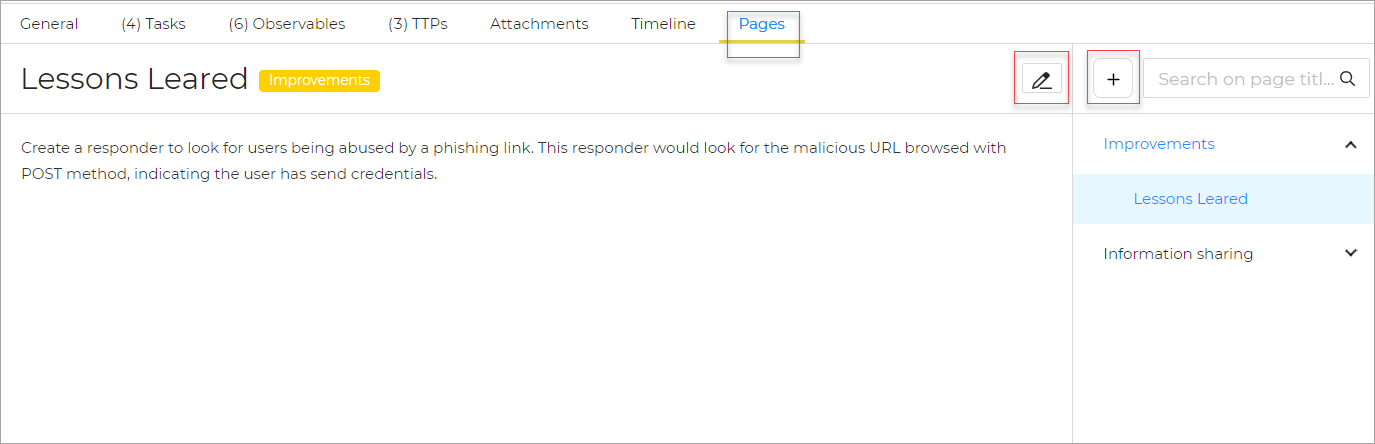 General (4) Tasks (6) Observables (3) TTPs Attachments Timeline Pages
Lessons Leared Improvements
+ Search on page titl...
Create a responder to look for users being abused by a phishing link. This responder would look for the malicious URL browsed with
POST method, indicating the user has send credentials.
Improvements
Lessons Leared
Information sharing